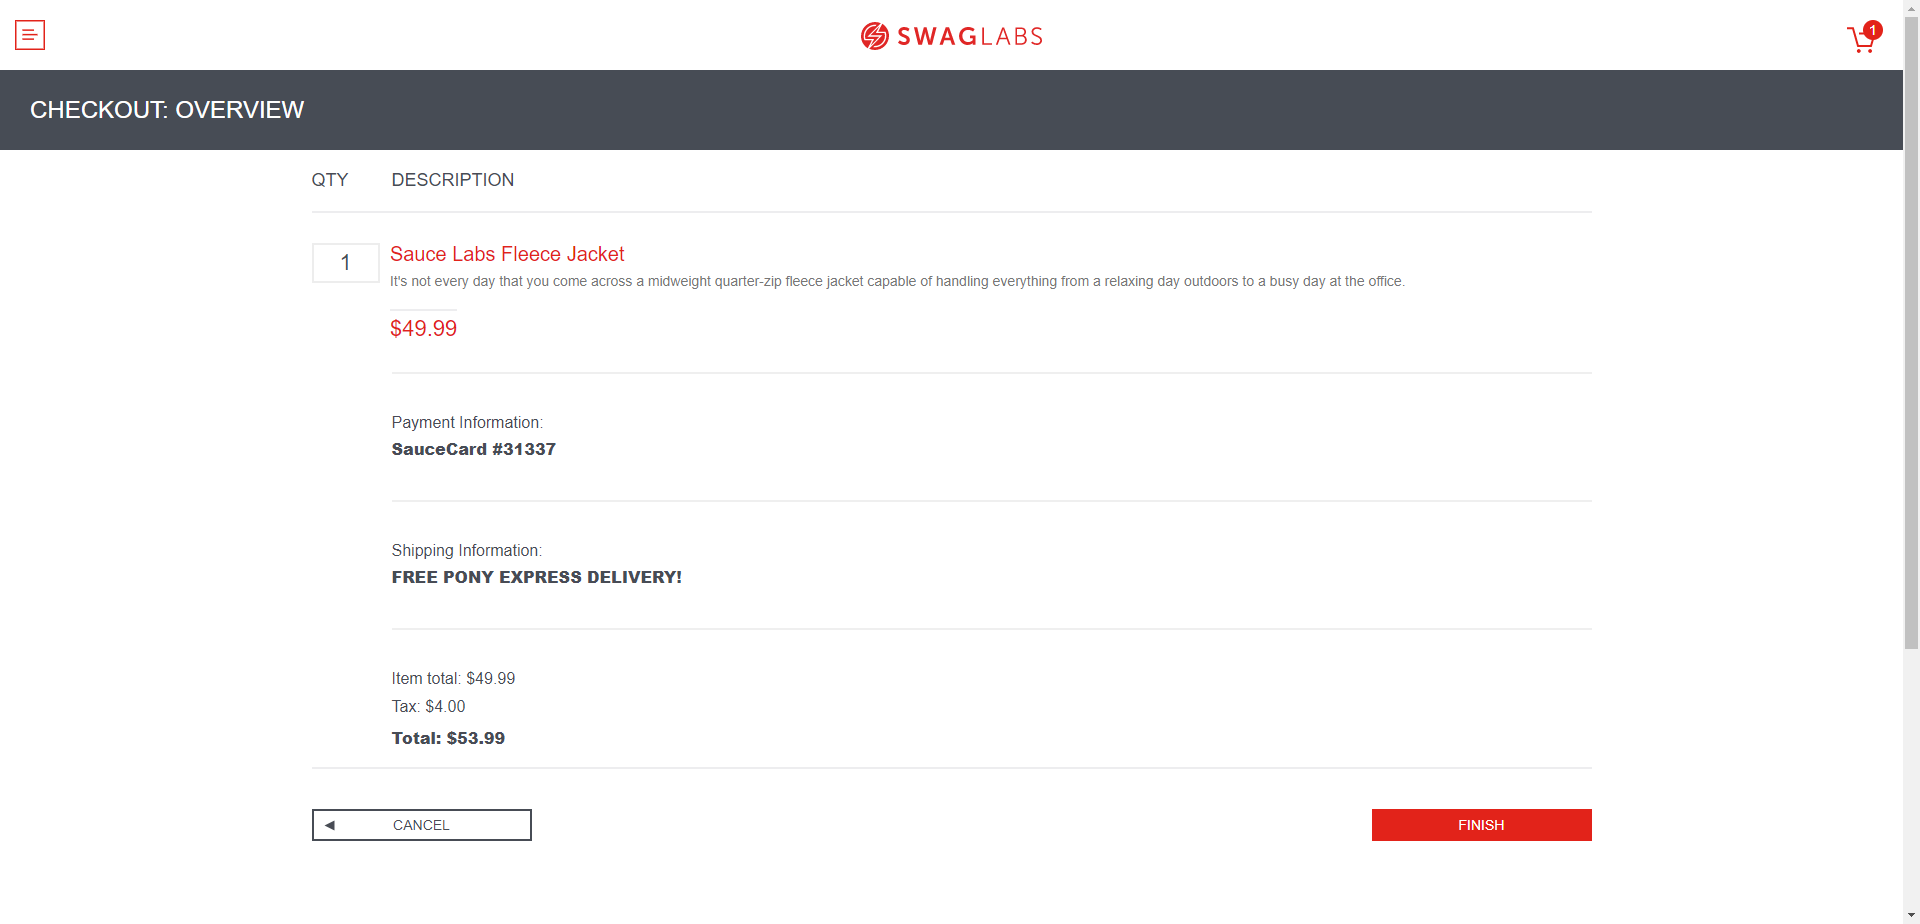 SWAGLABS
1
CHECKOUT: OVERVIEW
QTY DESCRIPTION
1
Sauce Labs Fleece Jacket
It's not every day that you come across a midweight quarter-zip fleece jacket capable of handling everything from a relaxing day outdoors to a busy day at the office.
$49.99
Payment Information:
SauceCard #31337
Shipping Information:
FREE PONY EXPRESS DELIVERY!
Item total: $49.99
Tax: $4.00
Total: $53.99
CANCEL
FINISH